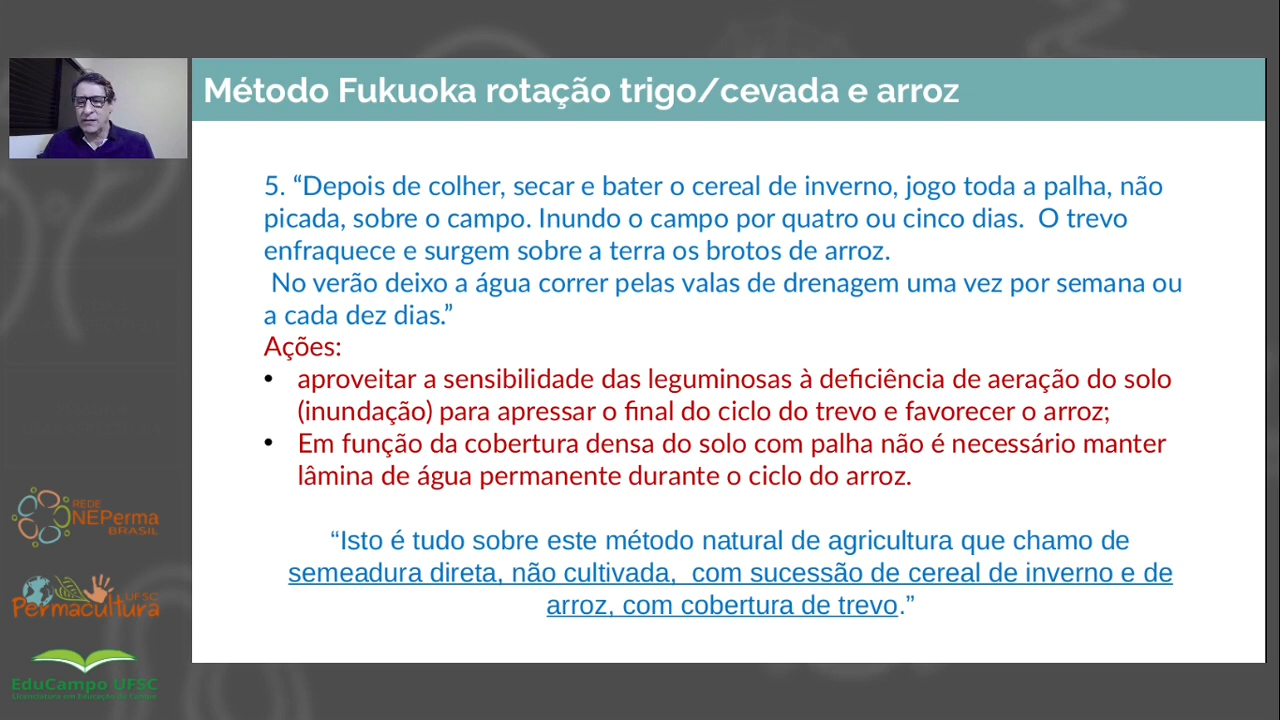 Método Fukuoka rotação trigo/cevada e arroz
5. “Depois de colher, secar e bater o cereal de inverno, jogo toda a palha, não
picada, sobre o campo. Inundo o campo por quatro ou cinco dias.  O trevo
enfraquece e surgem sobre a terra os brotos de arroz.
No verão deixo a água correr pelas valas de drenagem uma vez por semana ou
a cada dez dias.”
Ações:
• aproveitar a sensibilidade das leguminosas à deficiência de aeração do solo
(inundação) para apressar o final do ciclo do trevo e favorecer o arroz;
• Em função da cobertura densa do solo com palha não é necessário manter
lâmina de água permanente durante o ciclo do arroz.
“Isto é tudo sobre este método natural de agricultura que chamo de
semeadura direta, não cultivada,  com sucessão de cereal de inverno e de
arroz, com cobertura de trevo.”
REDE
NEPerma
BRASIL
UFSC
Permacultura
EduCampo UFSC
Licenciatura em Educação do Campo